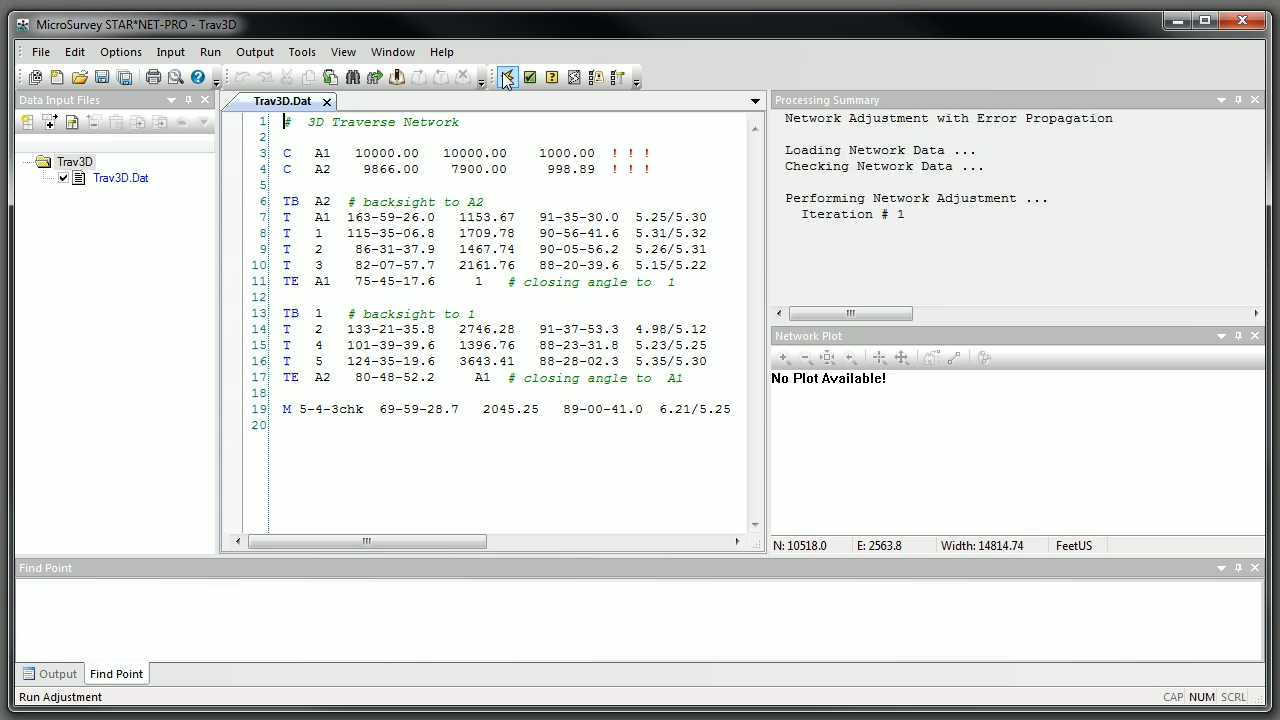 MicroSurvey STAR*NET-PRO - Trav3D
File Edit Options Input Run Output Tools View Window Help
Data Input Files
Trav3D
Trav3D.Dat
Trav3D.Dat
1 # 3D Traverse Network
2
3 C A1 10000.00 10000.00 1000.00 ! ! !
4 C A2 9866.00 7900.00 998.89 ! ! !
5
6 TB A2 # backsight to A2
7 T A1 163-59-26.0 1153.67 91-35-30.0 5.25/5.30
8 T 1 115-35-06.8 1709.78 90-56-41.6 5.31/5.32
9 T 2 86-31-37.9 1467.74 90-05-56.2 5.26/5.31
10 T 3 82-07-57.7 2161.76 88-20-39.6 5.15/5.22
11 TE A1 75-45-17.6 1 # closing angle to 1
12
13 TB 1 # backsight to 1
14 T 2 133-21-35.8 2746.28 91-37-53.3 4.98/5.12
15 T 4 101-39-39.6 1396.76 88-23-31.8 5.23/5.25
16 T 5 124-35-19.6 3643.41 88-28-02.3 5.35/5.30
17 TE A2 80-48-52.2 A1 # closing angle to A1
18
19 M 5-4-3chk 69-59-28.7 2045.25 89-00-41.0 6.21/5.25
20
Processing Summary
Network Adjustment with Error Propagation
Loading Network Data ...
Checking Network Data ...
Performing Network Adjustment ...
Iteration # 1
Network Plot
No Plot Available!
N: 10518.0 E: 2563.8 Width: 14814.74 FeetUS
Find Point
Output Find Point
Run Adjustment
CAP NUM SCRL